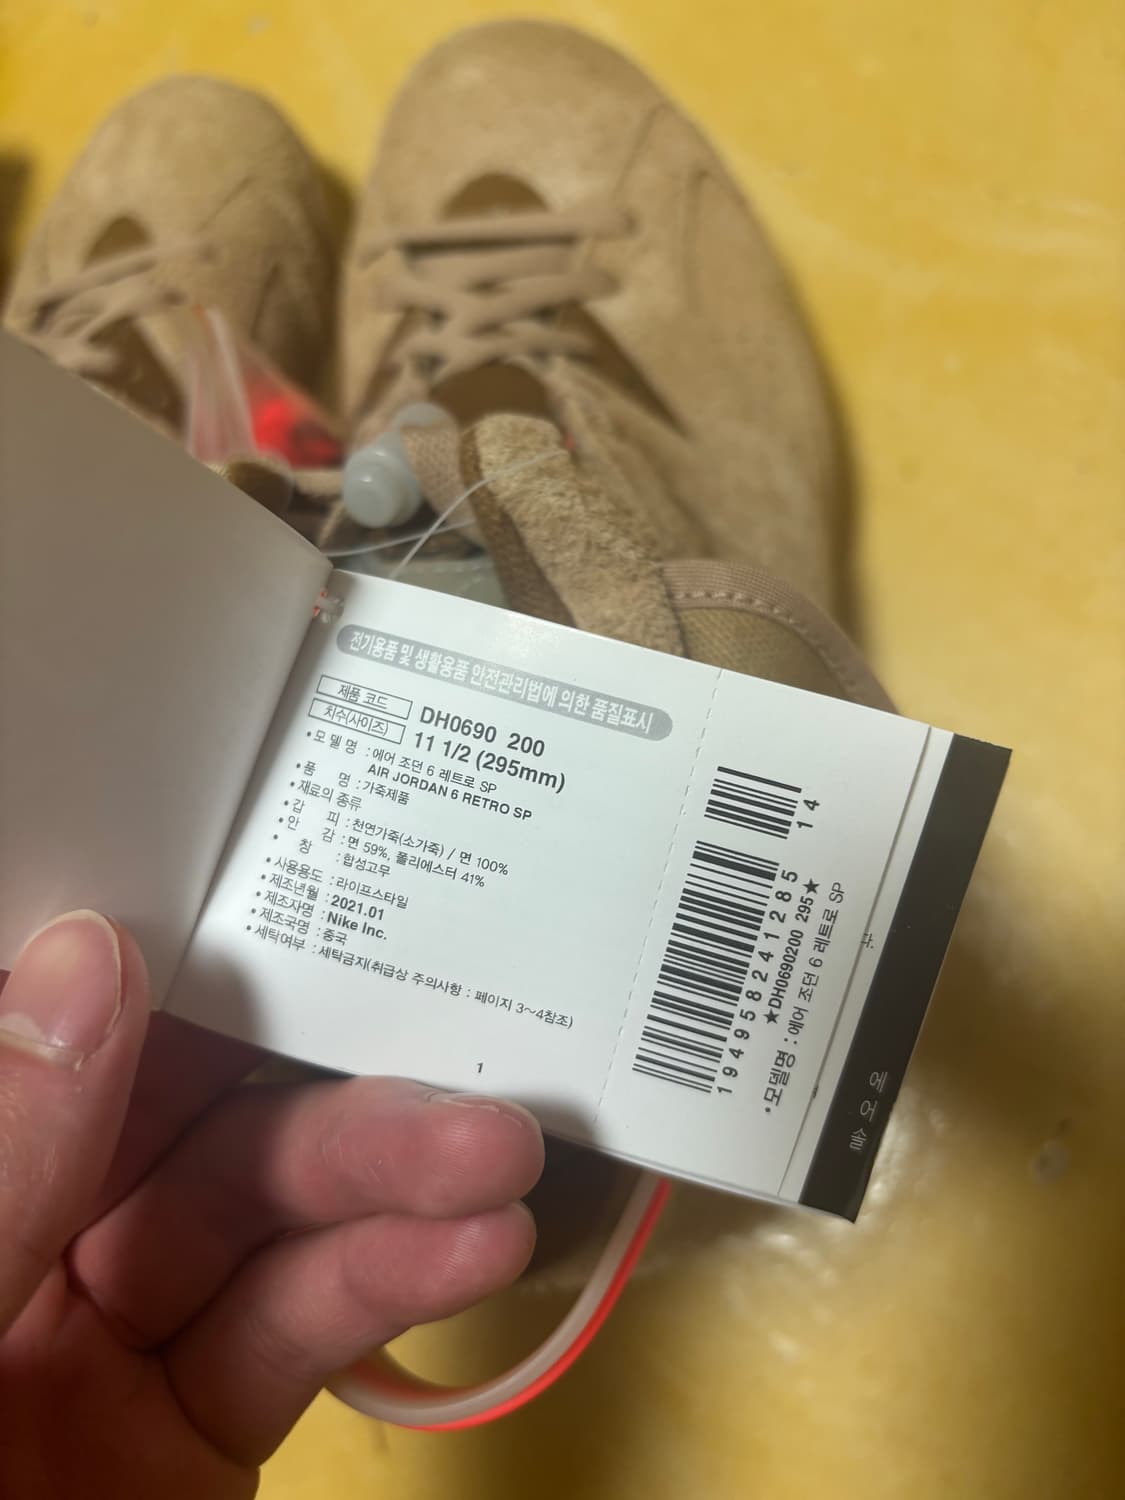 전기용품 및 생활용품 안전관리법에 의한 품질표시
제품 코드 DH0690 200
치수(사이즈) 11 1/2 (295mm)
• 모 델 명 : 에어 조던 6 레트로 SP
AIR JORDAN 6 RETRO SP
• 품 명 : 가죽제품
• 재료의 종류
• 갑 피 : 천연가죽(소가죽) / 면 100%
• 안 감 : 면 59%, 폴리에스터 41%
• 창 : 합성고무
• 사용용도 : 라이프스타일
• 제조년월 : 2021.01
• 제조자명 : Nike Inc.
• 제조국명 : 중국
• 세탁여부 : 세탁금지(취급상 주의사항 : 페이지 3~4참조)
1
14
194958241285
★DH0690200 295★
• 모델명 : 에어 조던 6 레트로 SP